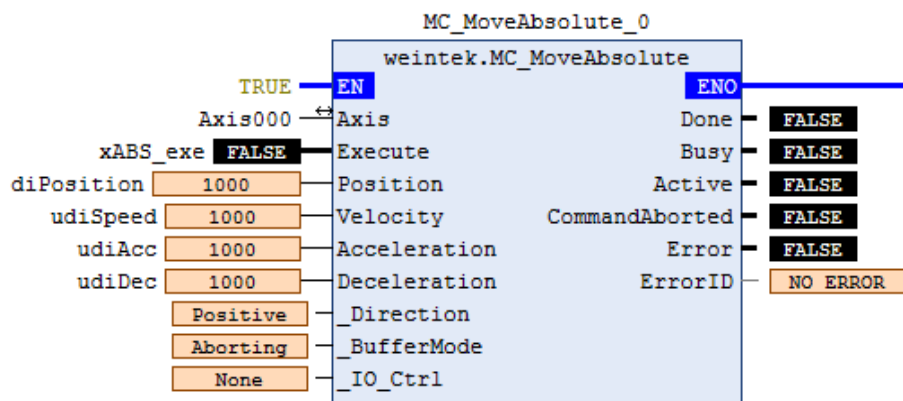 MC_MoveAbsolute_0
weintek.MC_MoveAbsolute
TRUE EN ENO
Axis000 Axis Done FALSE
xABS_exe FALSE Execute Busy FALSE
diPosition 1000 Position Active FALSE
udiSpeed 1000 Velocity CommandAborted FALSE
udiAcc 1000 Acceleration Error FALSE
udiDec 1000 Deceleration ErrorID NO ERROR
Positive _Direction
Aborting _BufferMode
None _IO_Ctrl